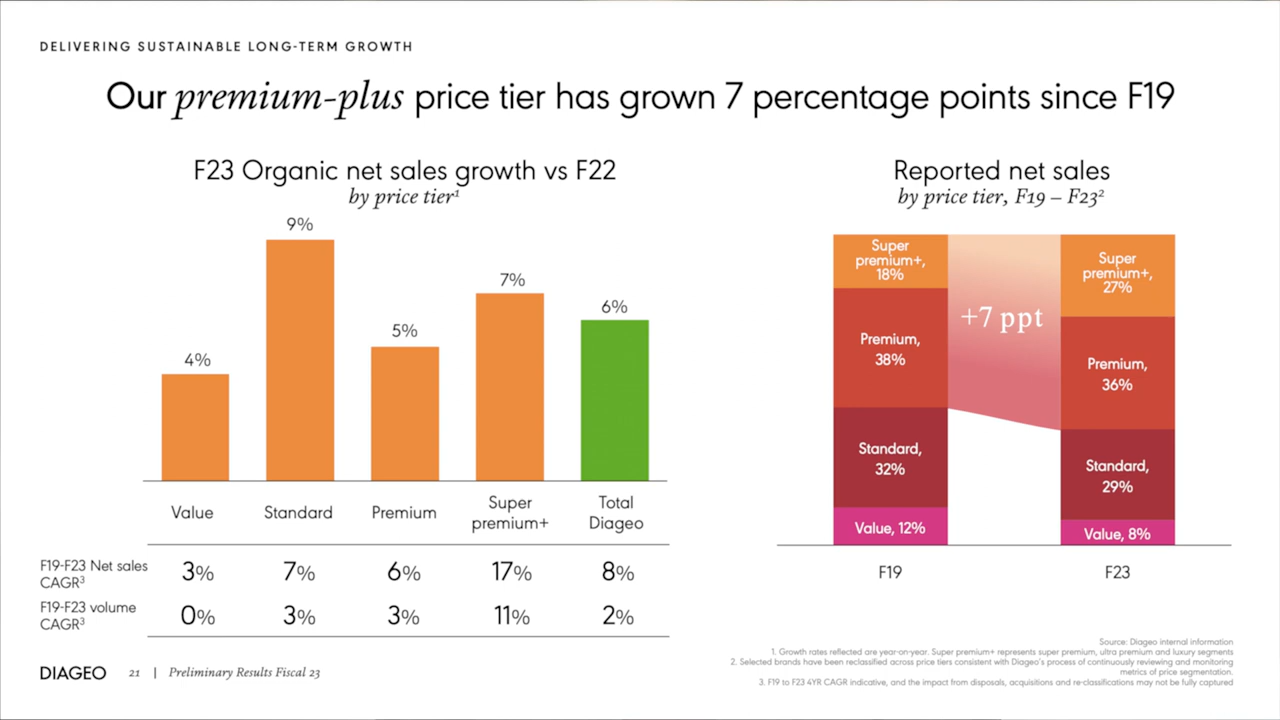 DELIVERING SUSTAINABLE LONG-TERM GROWTH
Our premium-plus price tier has grown 7 percentage points since F19
F23 Organic net sales growth vs F22
by price tier¹
9%
7%
6%
5%
4%
Value
Standard
Premium
Super
premium+
Total
Diageo
F19-F23 Net sales
CAGR³
3%
7%
6%
17%
8%
F19-F23 volume
CAGR³
0%
3%
3%
11%
2%
Reported net sales
by price tier, F19 – F23²
Super
premium+,
18%
Premium,
38%
Standard,
32%
Value, 12%
+7 ppt
Super
premium+,
27%
Premium,
36%
Standard,
29%
Value, 8%
F19
F23
Source: Diageo internal information
1. Growth rates reflected are year-on-year. Super premium+ represents super premium, ultra premium and luxury segments
2. Selected brands have been reclassified across price tiers consistent with Diageo's process of continuously reviewing and monitoring
metrics of price segmentation.
3. F19 to F23 4YR CAGR indicative, and the impact from disposals, acquisitions and re-classifications may not be fully captured
DIAGEO 21 | Preliminary Results Fiscal 23